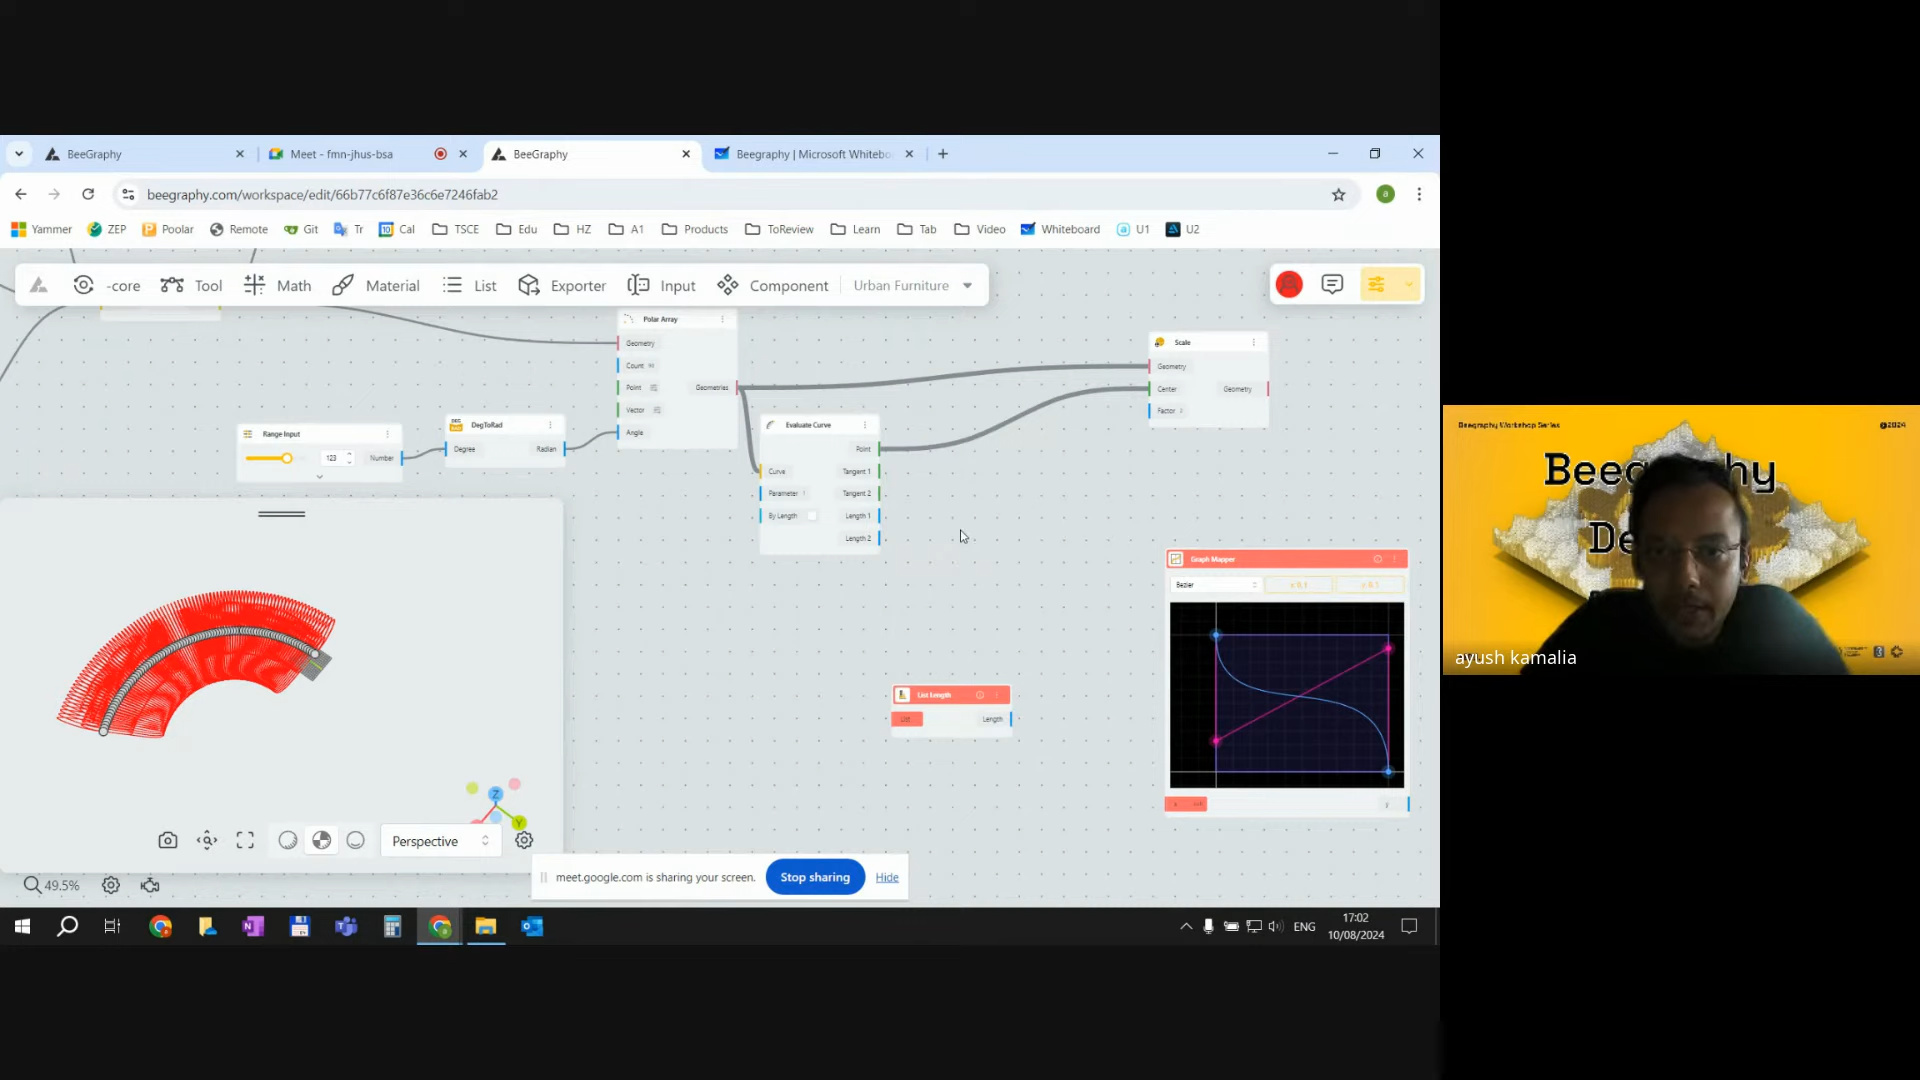 BeeGraphy
Meet - fmn-jhus-bsa
BeeGraphy
Beegraphy | Microsoft Whitebo
beegraphy.com/workspace/edit/66b77c6f87e36c6e7246fab2
a
Yammer
ZEP
Poolar
Remote
Git
Tr
Cal
TSCE
Edu
HZ
A1
Products
ToReview
Learn
Tab
Video
Whiteboard
U1
U2
-core
Tool
Math
Material
List
Exporter
Input
Component
Urban Furniture
Polar Array
Geometry
Count
Point
Geometries
Vector
Angle
Scale
Geometry
Center
Geometry
Factor
Range Input
123
Number
DegToRad
Degree
Radian
Evaluate Curve
Point
Curve
Tangent 1
Parameter
Tangent 2
By Length
Length 1
Length 2
Graph Mapper
Bezier
List Length
List
Length
y
Z
Y
Perspective
49.5%
meet.google.com is sharing your screen.
Stop sharing
Hide
ENG
17:02
10/08/2024
Beegraphy Workshop Series
©2024
ayush kamalia